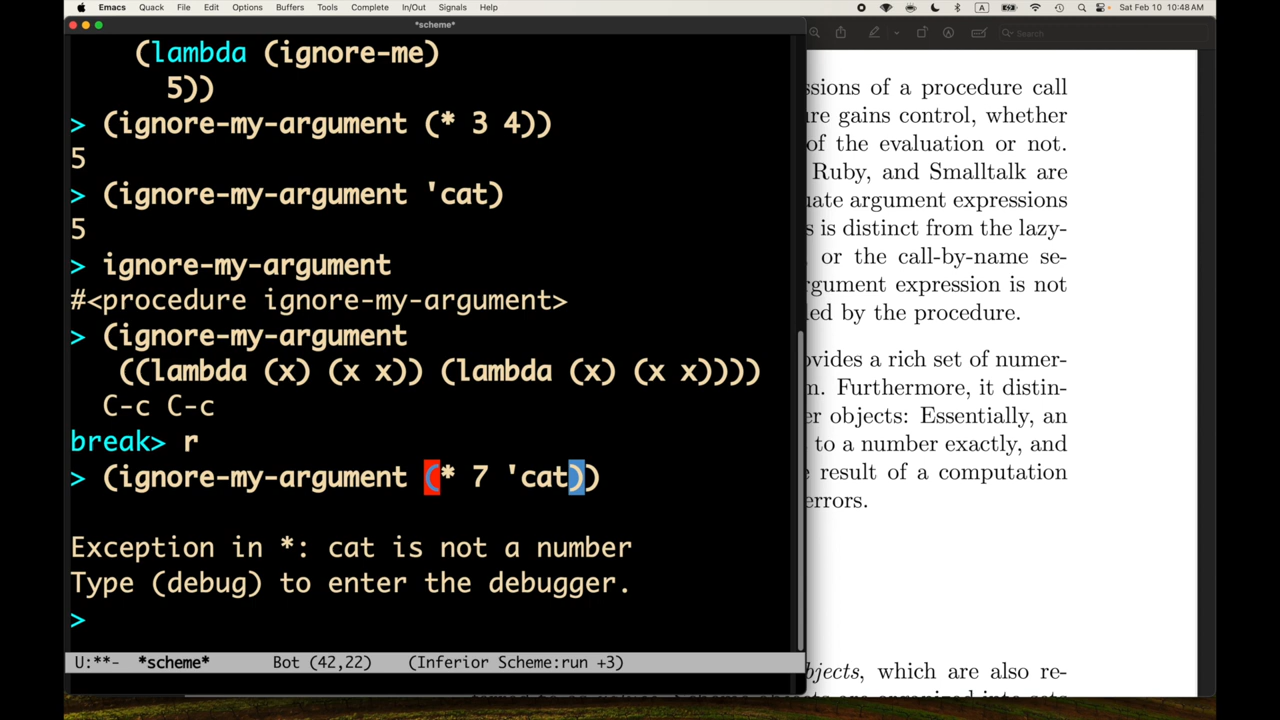 Emacs Quack File Edit Options Buffers Tools Complete In/Out Signals Help A Sat Feb 10 10:48 AM
*scheme*
Search
(lambda (ignore-me)
5))
> (ignore-my-argument (* 3 4))
5
> (ignore-my-argument 'cat)
5
> ignore-my-argument
#<procedure ignore-my-argument>
> (ignore-my-argument
((lambda (x) (x x)) (lambda (x) (x x))))
C-c C-c
break> r
> (ignore-my-argument (* 7 'cat))
Exception in *: cat is not a number
Type (debug) to enter the debugger.
>
U:**- *scheme* Bot (42,22) (Inferior Scheme:run +3)
ssions of a procedure call
ure gains control, whether
of the evaluation or not.
Ruby, and Smalltalk are
uate argument expressions
s is distinct from the lazy-
, or the call-by-name se-
rgument expression is not
ed by the procedure.
ovides a rich set of numer-
m. Furthermore, it distin-
er objects: Essentially, an
to a number exactly, and
e result of a computation
errors.
bjects, which are also re-